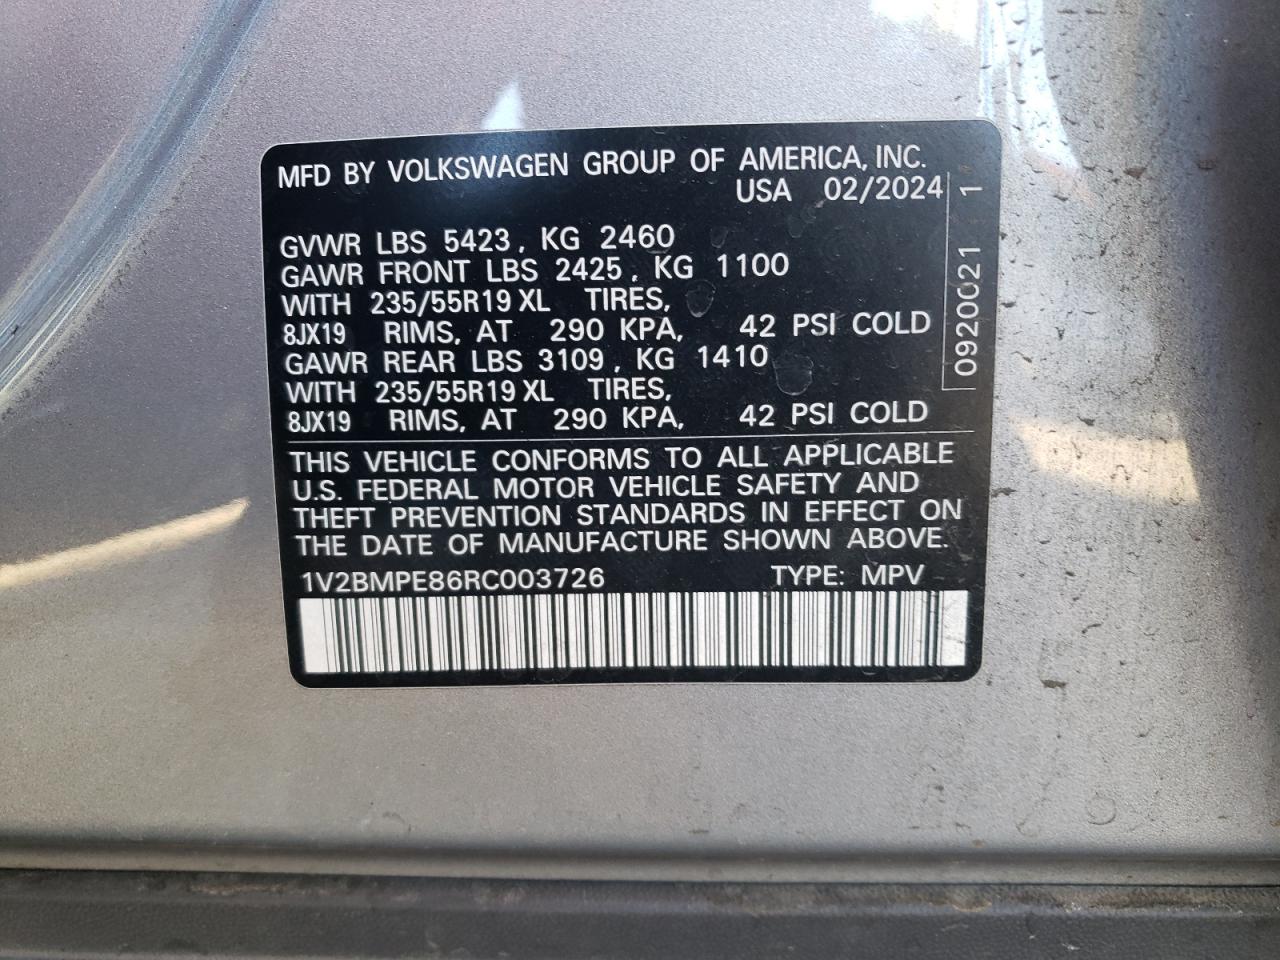 MFD BY VOLKSWAGEN GROUP OF AMERICA, INC.
USA 02/2024
0920021 1
GVWR LBS 5423, KG 2460
GAWR FRONT LBS 2425, KG 1100
WITH 235/55R19 XL TIRES,
8JX19 RIMS, AT 290 KPA, 42 PSI COLD
GAWR REAR LBS 3109, KG 1410
WITH 235/55R19 XL TIRES,
8JX19 RIMS, AT 290 KPA, 42 PSI COLD
THIS VEHICLE CONFORMS TO ALL APPLICABLE
U.S. FEDERAL MOTOR VEHICLE SAFETY AND
THEFT PREVENTION STANDARDS IN EFFECT ON
THE DATE OF MANUFACTURE SHOWN ABOVE.
1V2BMPE86RC003726 TYPE: MPV